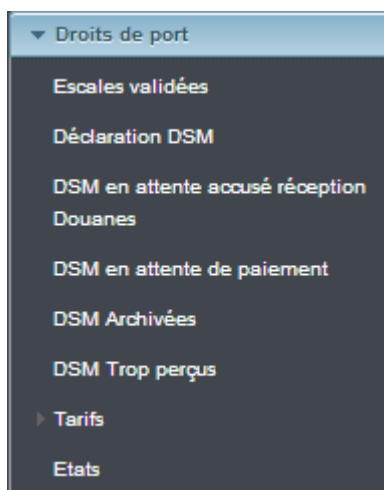 Droits de port
Escales validées
Déclaration DSM
DSM en attente accusé réception
Douanes
DSM en attente de paiement
DSM Archivées
DSM Trop perçus
Tarifs
Etats